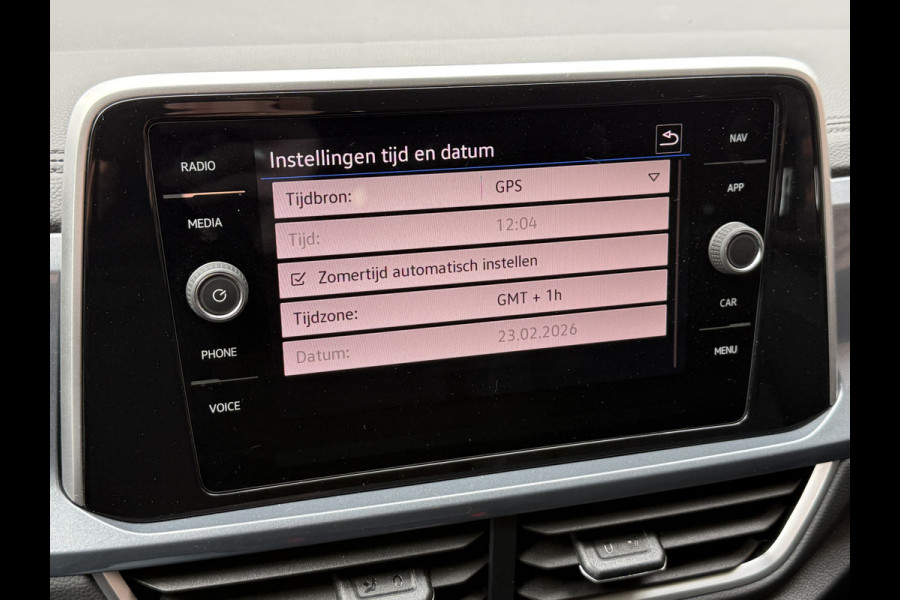 RADIO
MEDIA
PHONE
VOICE
Instellingen tijd en datum
Tijdbron: GPS
Tijd: 12:04
Zomertijd automatisch instellen
Tijdzone: GMT + 1h
Datum: 23.02.2026
NAV
APP
CAR
MENU